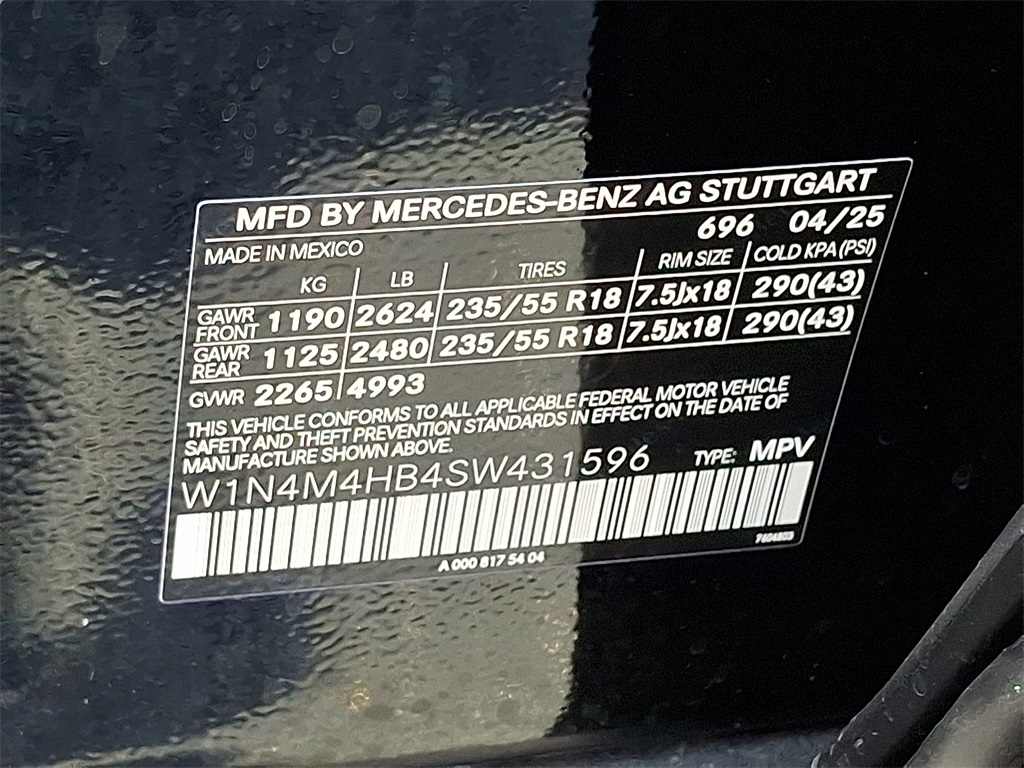 MFD BY MERCEDES-BENZ AG STUTTGART
MADE IN MEXICO 696 04/25
KG LB TIRES RIM SIZE COLD KPA (PSI)
GAWR FRONT 1190 2624 235/55 R18 7.5Jx18 290(43)
GAWR REAR 1125 2480 235/55 R18 7.5Jx18 290(43)
GVWR 2265 4993
THIS VEHICLE CONFORMS TO ALL APPLICABLE FEDERAL MOTOR VEHICLE
SAFETY AND THEFT PREVENTION STANDARDS IN EFFECT ON THE DATE OF
MANUFACTURE SHOWN ABOVE.
W1N4M4HB4SW431596 TYPE: MPV
A 000 817 54 04